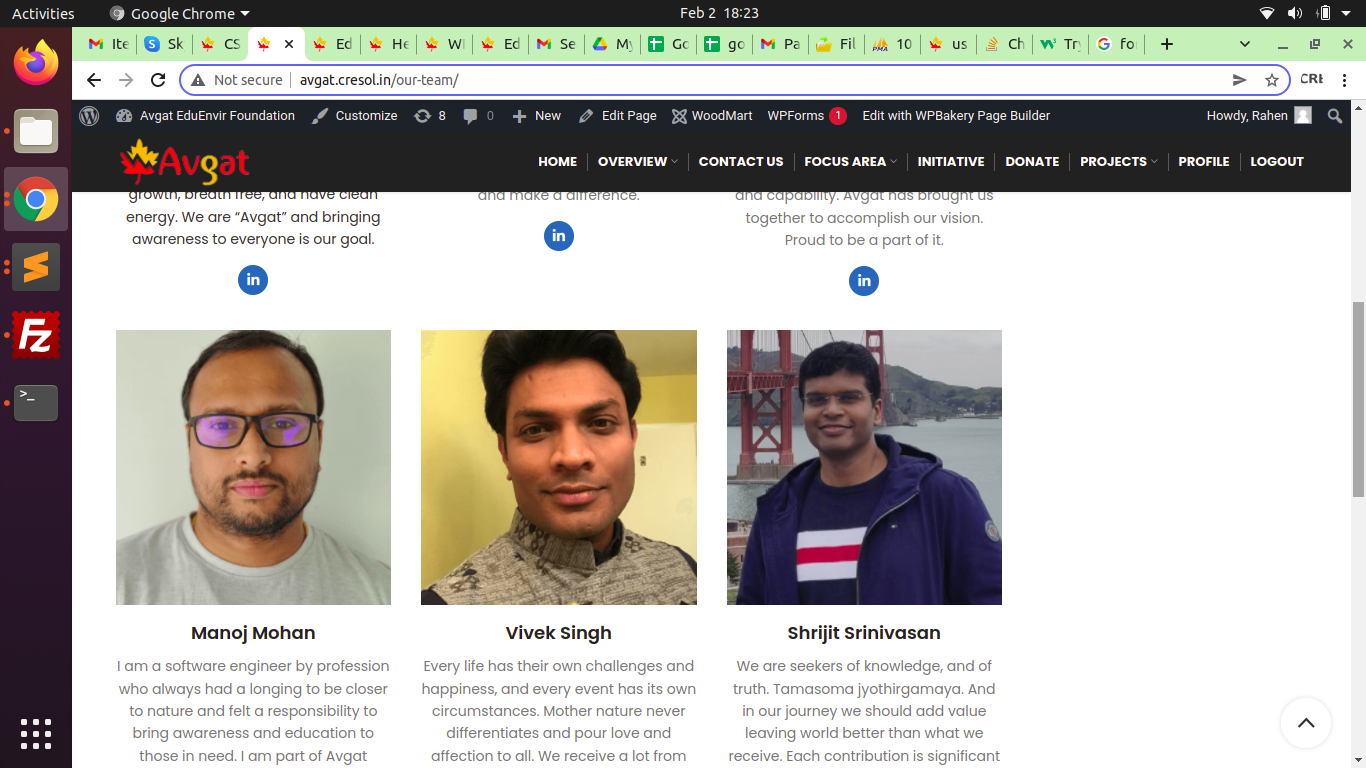 Activities Google Chrome Feb 2 18:23
Ite Sk CS Ed He WI Ed Se My Go go Pa Fil 10 us Ch Try fo
Not secure avgat.cresol.in/our-team/
Avgat EduEnvir Foundation Customize 8 0 New Edit Page WoodMart WPForms 1 Edit with WPBakery Page Builder Howdy, Rahen
Avgat HOME OVERVIEW CONTACT US FOCUS AREA INITIATIVE DONATE PROJECTS PROFILE LOGOUT
growth, breath free, and have clean
energy. We are “Avgat” and bringing
awareness to everyone is our goal.
in
and make a difference.
in
and capability. Avgat has brought us
together to accomplish our vision.
Proud to be a part of it.
in
Manoj Mohan
I am a software engineer by profession
who always had a longing to be closer
to nature and felt a responsibility to
bring awareness and education to
those in need. I am part of Avgat
Vivek Singh
Every life has their own challenges and
happiness, and every event has its own
circumstances. Mother nature never
differentiates and pour love and
affection to all. We receive a lot from
Shrijit Srinivasan
We are seekers of knowledge, and of
truth. Tamasoma jyothirgamaya. And
in our journey we should add value
leaving world better than what we
receive. Each contribution is significant